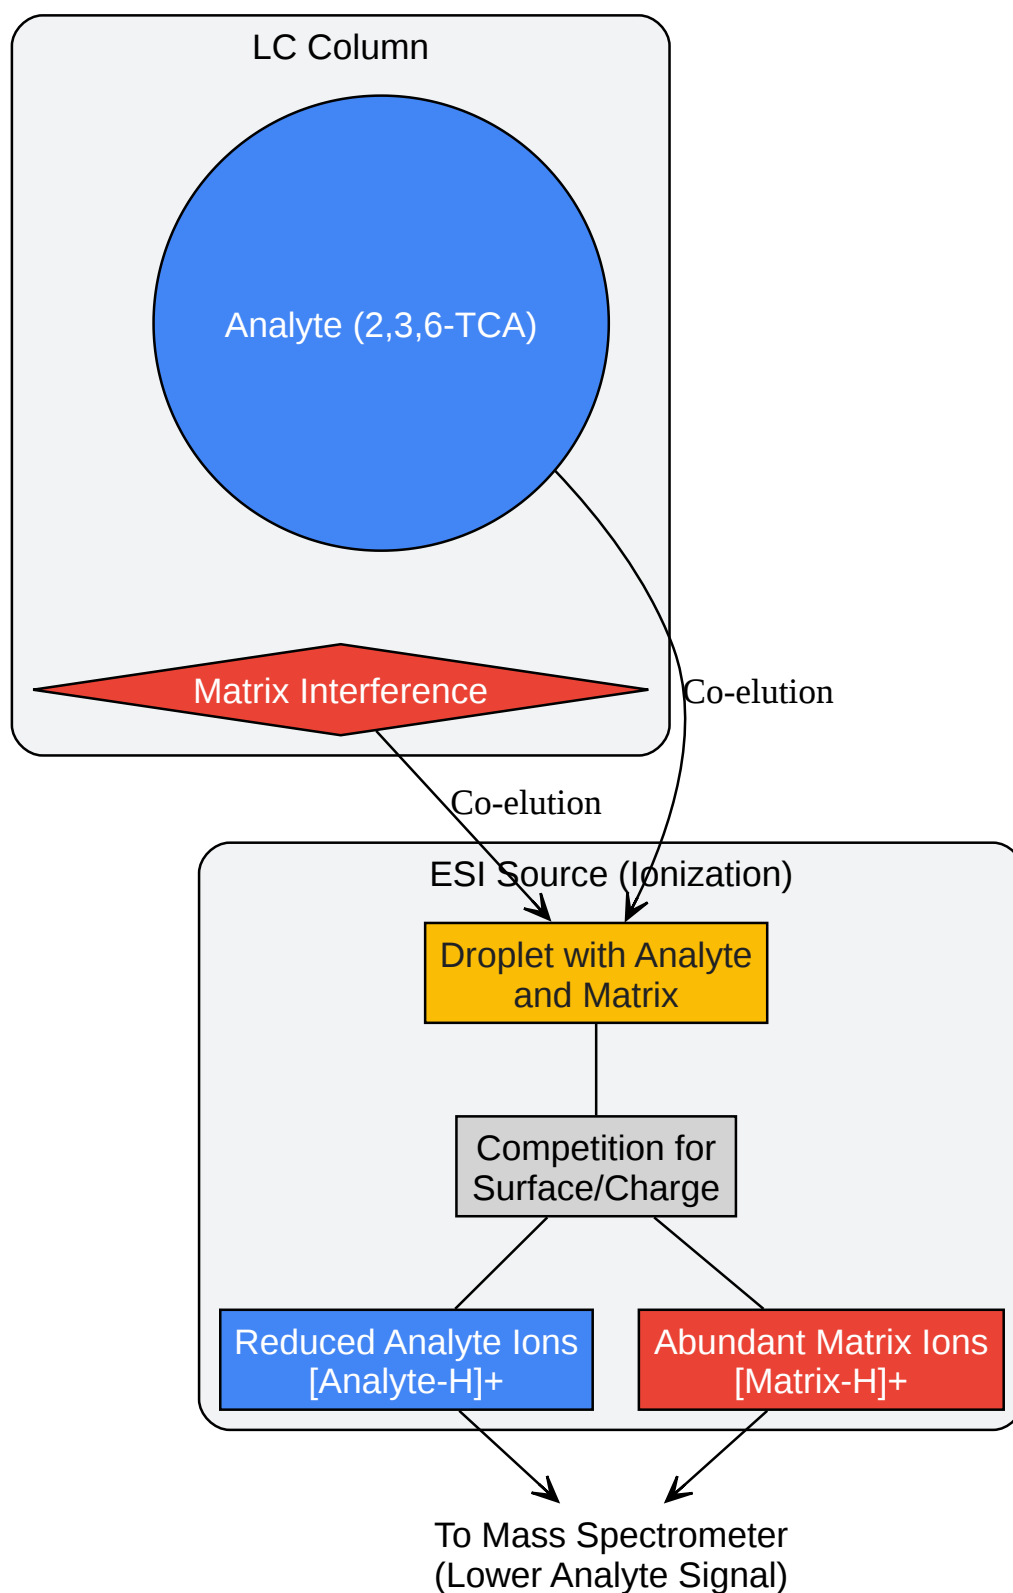 LC Column
Analyte (2,3,6-TCA)
Matrix Interference
Co-elution
Co-elution
ESI Source (Ionization)
Droplet with Analyte
and Matrix
Competition for
Surface/Charge
Reduced Analyte Ions
[Analyte-H]+
Abundant Matrix Ions
[Matrix-H]+
To Mass Spectrometer
(Lower Analyte Signal)